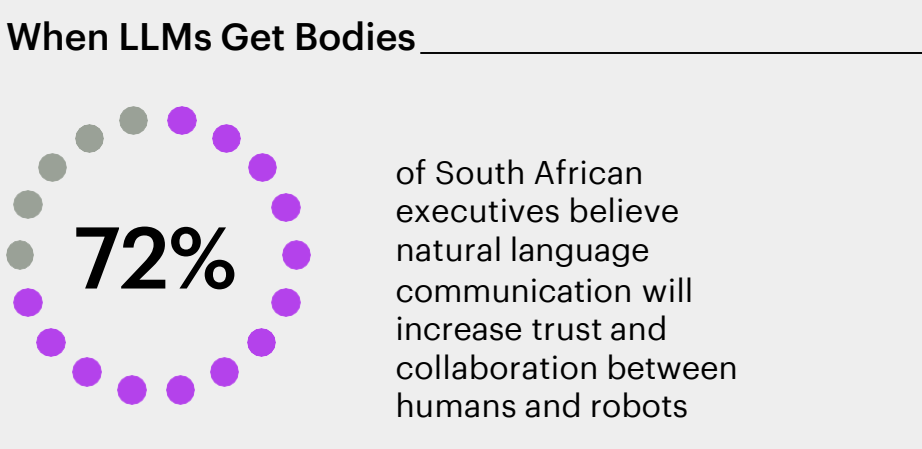 When LLMs Get Bodies
72%
of South African
executives believe
natural language
communication will
increase trust and
collaboration between
humans and robots